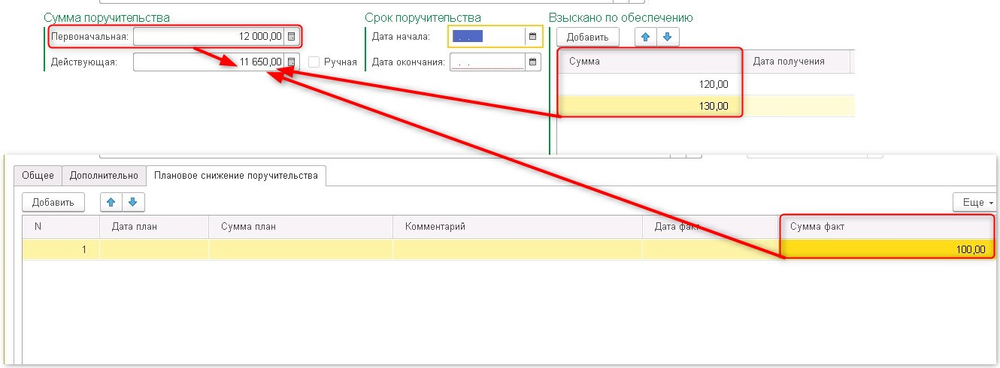 Сумма поручительства
Срок поручительства
Взыскано по обеспечению
Первоначальная: 12 000,00
Дата начала: . .
Добавить
Действующая: 11 650,00
Ручная
Дата окончания: . .
Сумма Дата получения
120,00
130,00
Общее Дополнительно Плановое снижение поручительства
Добавить
Еще
N Дата план Сумма план Комментарий Дата факт Сумма факт
1 100,00